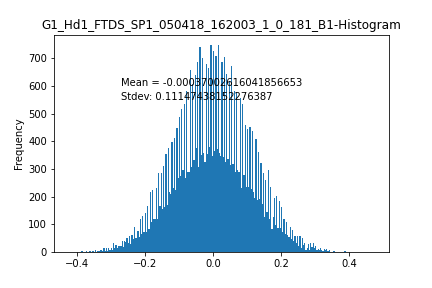 G1_Hd1_FTDS_SP1_050418_162003_1_0_181_B1-Histogram
700
600
500
400
300
200
100
0
Frequency
Mean = -0.00037002616041856653
Stdev: 0.11147438152276387
−0.4 −0.2 0.0 0.2 0.4